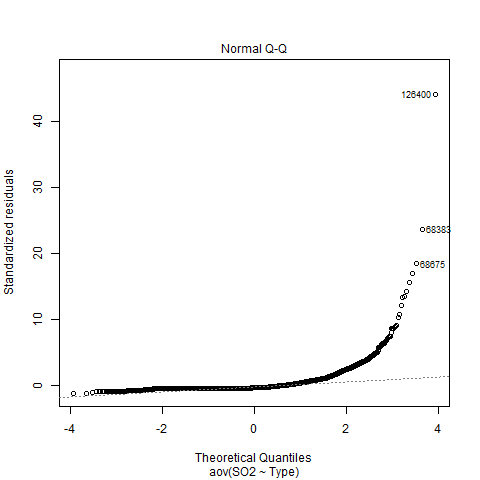 Normal Q-Q
Standardized residuals
40
30
20
10
0
126400
68383
68675
-4 -2 0 2 4
Theoretical Quantiles
aov(SO2 ~ Type)